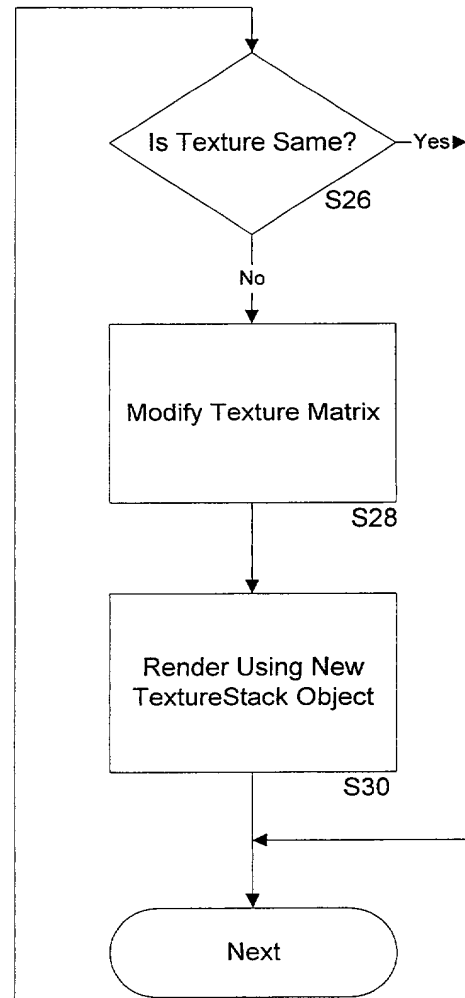 Is Texture Same?
Yes
S26
No
Modify Texture Matrix
S28
Render Using New
TextureStack Object
S30
Next